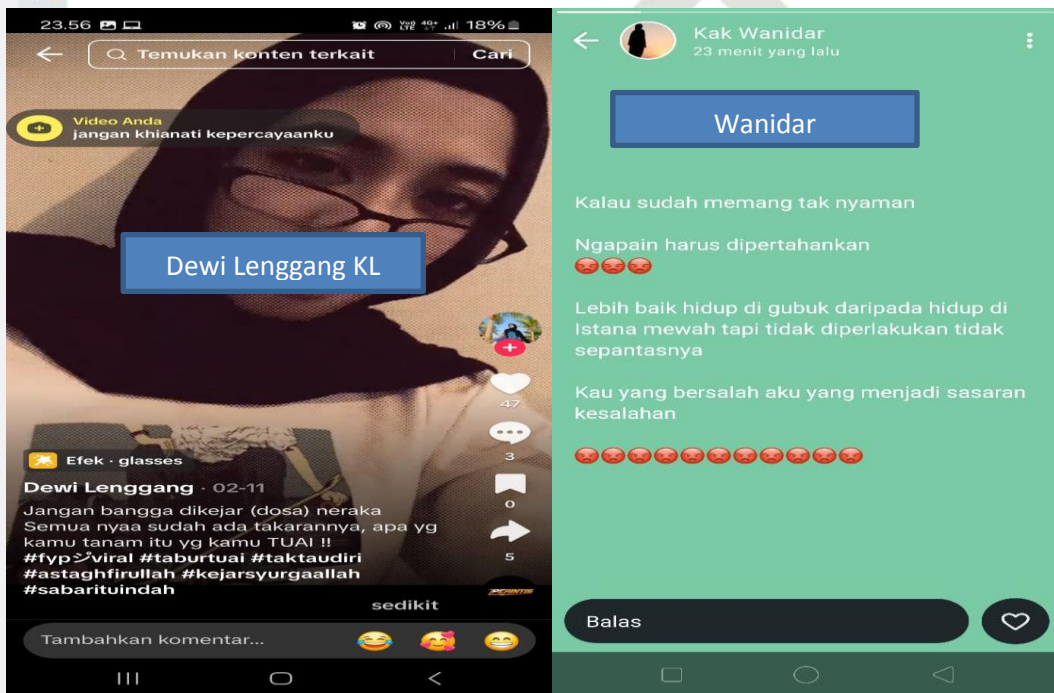 23.56
VoD LTE 4G+ 18%
Temukan konten terkait
Cari
Video Anda
jangan khianati kepercayaanku
Dewi Lenggang KL
47
3
0
5
Efek · glasses
Dewi Lenggang · 02-11
Jangan bangga dikejar (dosa) neraka
Semua nyaa sudah ada takarannya, apa yg
kamu tanam itu yg kamu TUAI !!
#fypシviral #taburtuai #taktaudiri
#astaghfirullah #kejarsyurgaallah
#sabarituindah
sedikit
Tambahkan komentar...
Kak Wanidar
23 menit yang lalu
Wanidar
Kalau sudah memang tak nyaman
Ngapain harus dipertahankan
😡😡😡
Lebih baik hidup di gubuk daripada hidup di
Istana mewah tapi tidak diperlakukan tidak
sepantasnya
Kau yang bersalah aku yang menjadi sasaran
kesalahan
😡😡😡😡😡😡😡😡😡😡😡
Balas